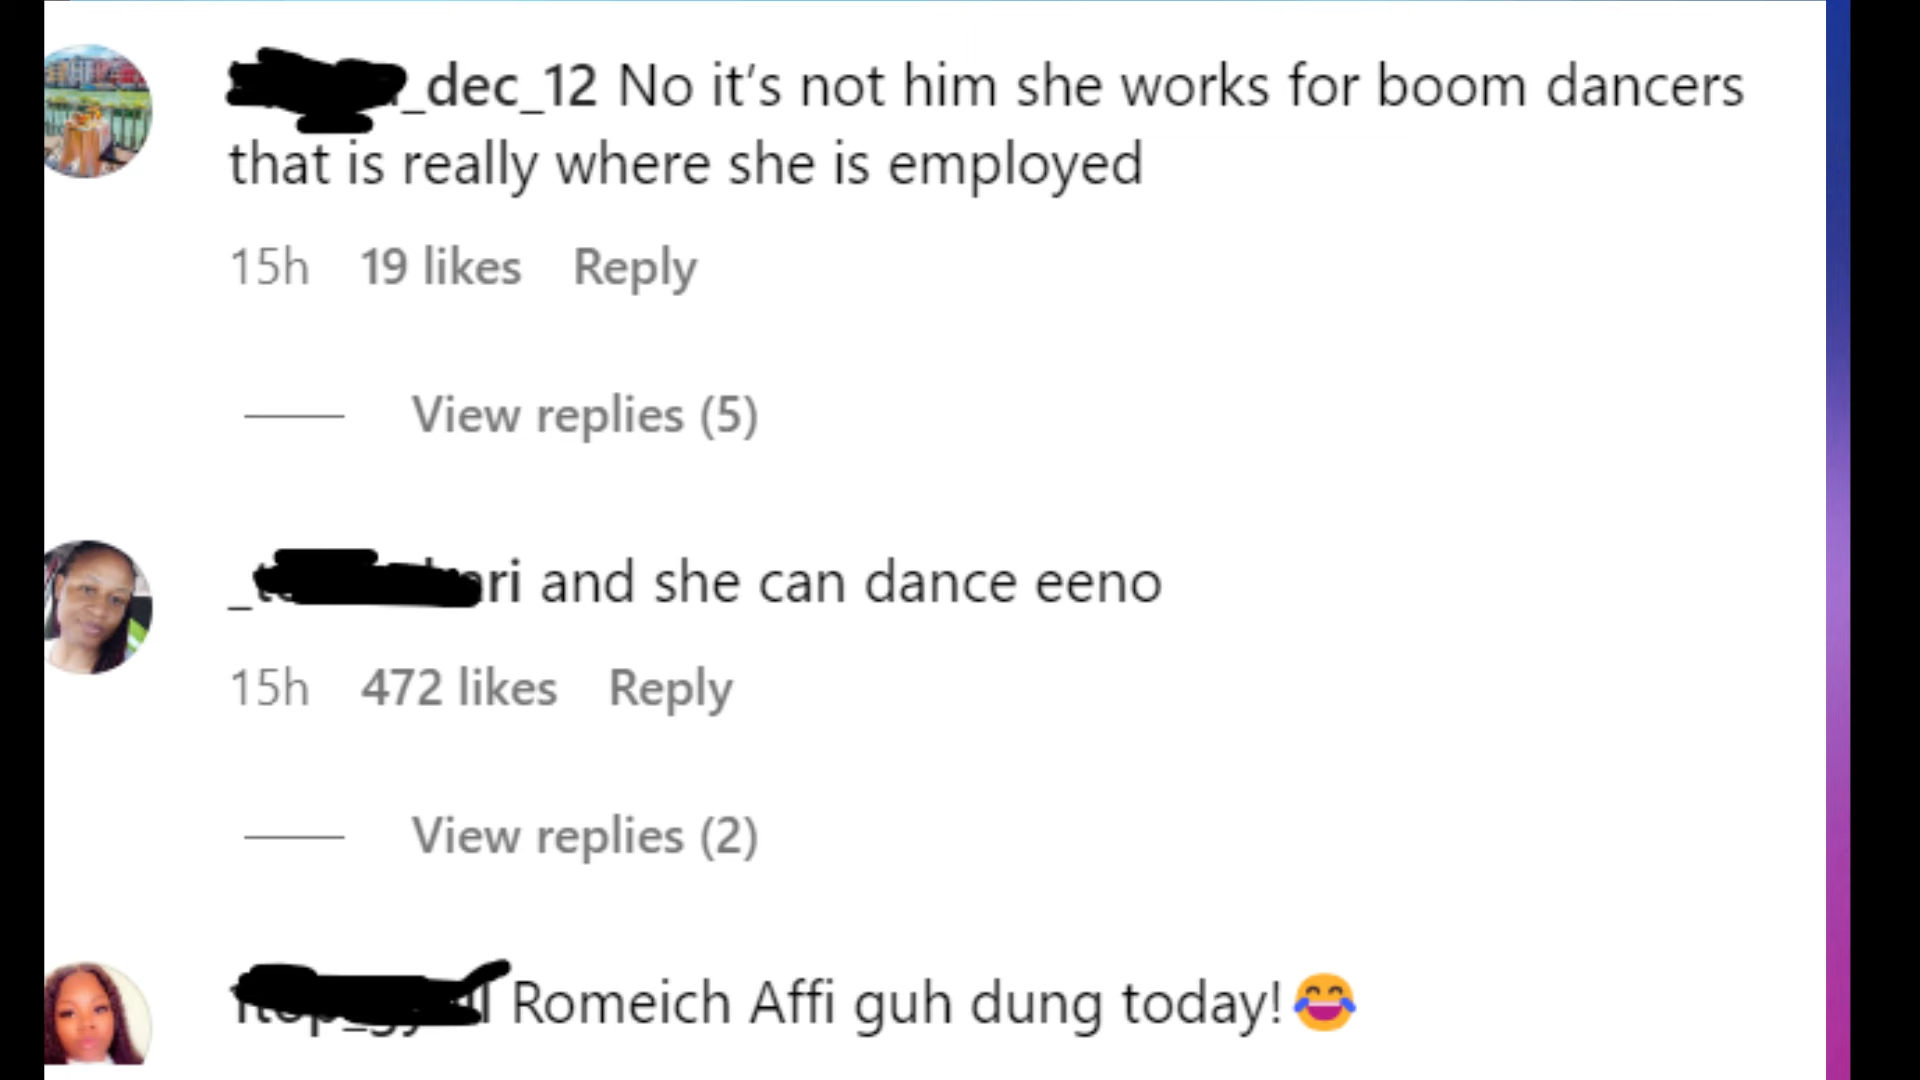 _dec_12 No it's not him she works for boom dancers
that is really where she is employed
15h 19 likes Reply
View replies (5)
and she can dance eeno
15h 472 likes Reply
View replies (2)
Romeich Affi guh dung today!😂